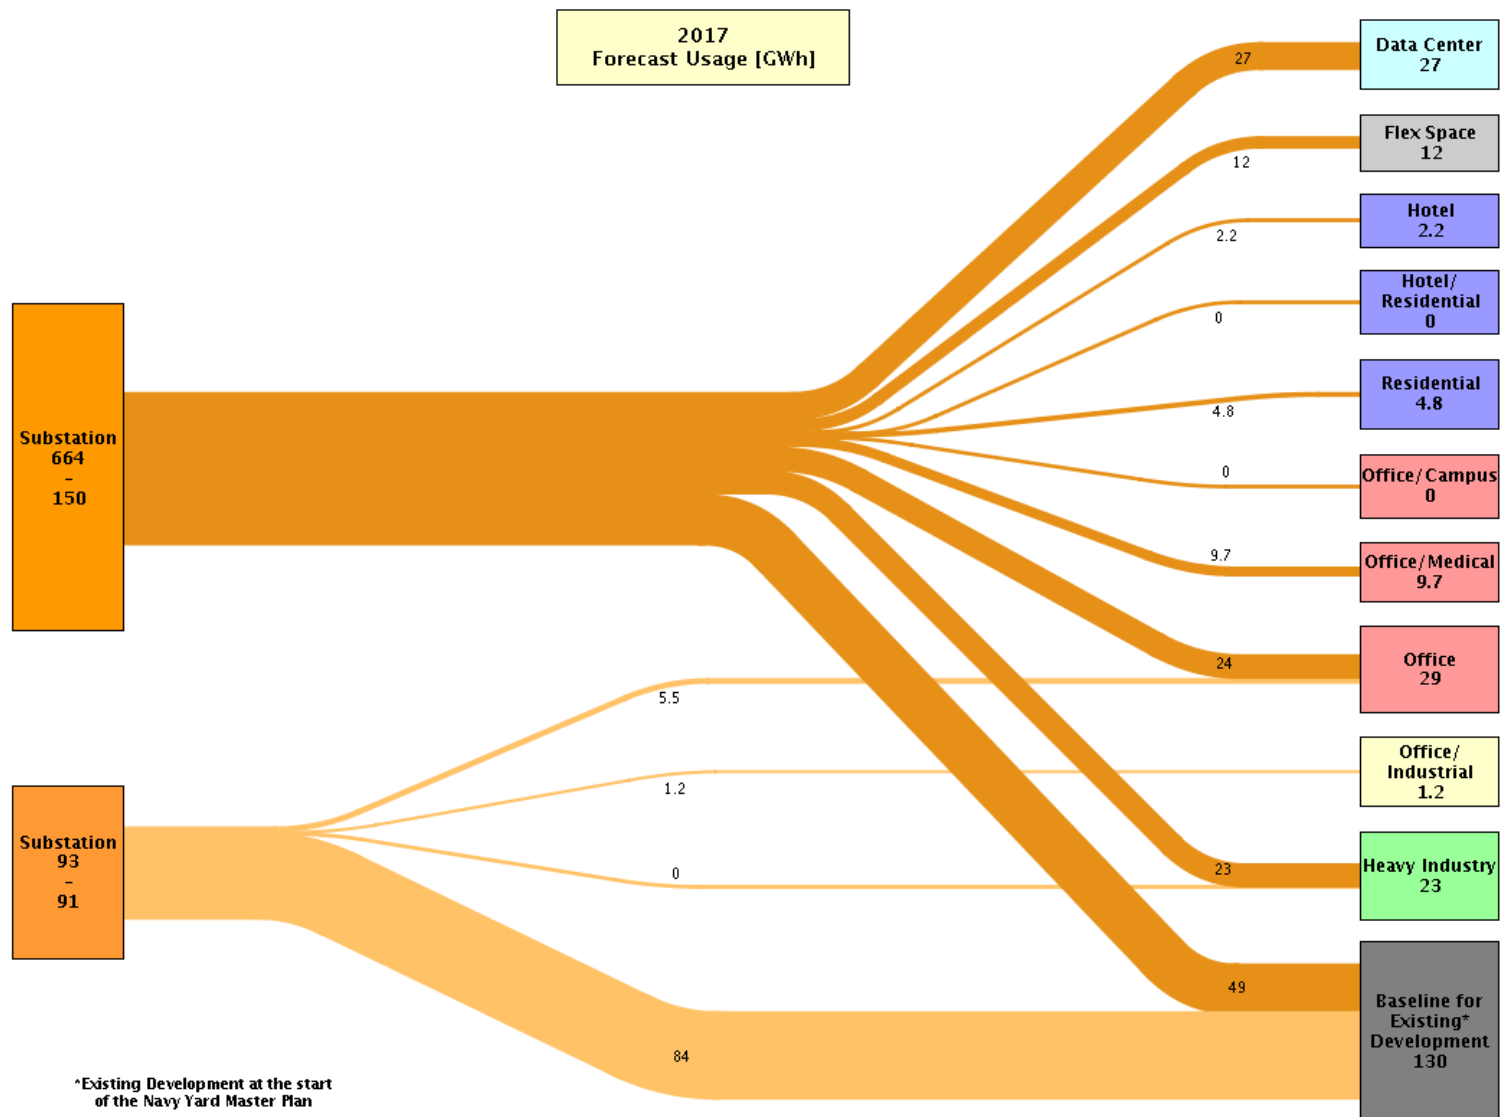 2017
Forecast Usage [GWh]
Data Center
27
27
Flex Space
12
12
Hotel
2.2
2.2
Hotel/
Residential
0
0
Residential
4.8
4.8
Substation
664
-
150
Office/Campus
0
0
Office/Medical
9.7
9.7
Office
29
24
5.5
Office/
Industrial
1.2
1.2
Substation
93
-
91
Heavy Industry
23
23
0
Baseline for
Existing*
Development
130
49
84
*Existing Development at the start
of the Navy Yard Master Plan